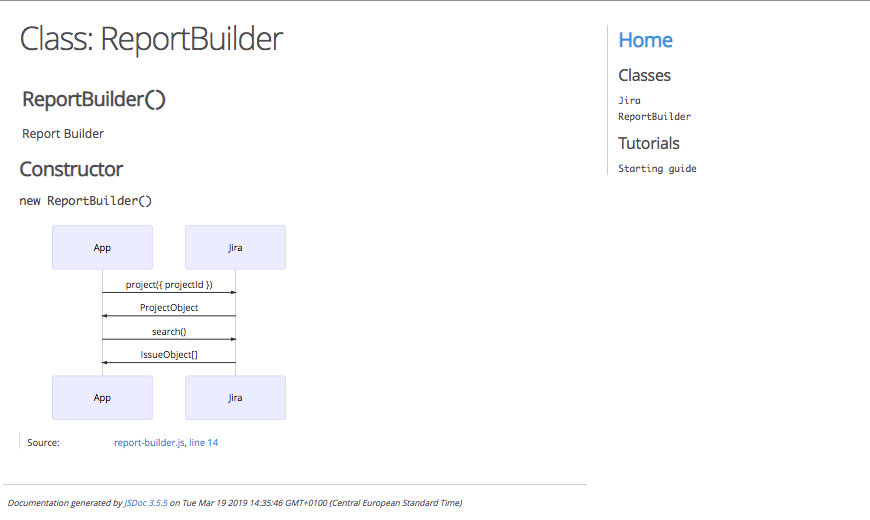 Class: ReportBuilder
ReportBuilder()
Report Builder
Constructor
new ReportBuilder()
App
Jira
project({ projectId })
ProjectObject
search()
IssueObject[]
App
Jira
Source: report-builder.js, line 14
Documentation generated by JSDoc 3.5.5 on Tue Mar 19 2019 14:35:46 GMT+0100 (Central European Standard Time)
Home
Classes
Jira
ReportBuilder
Tutorials
Starting guide